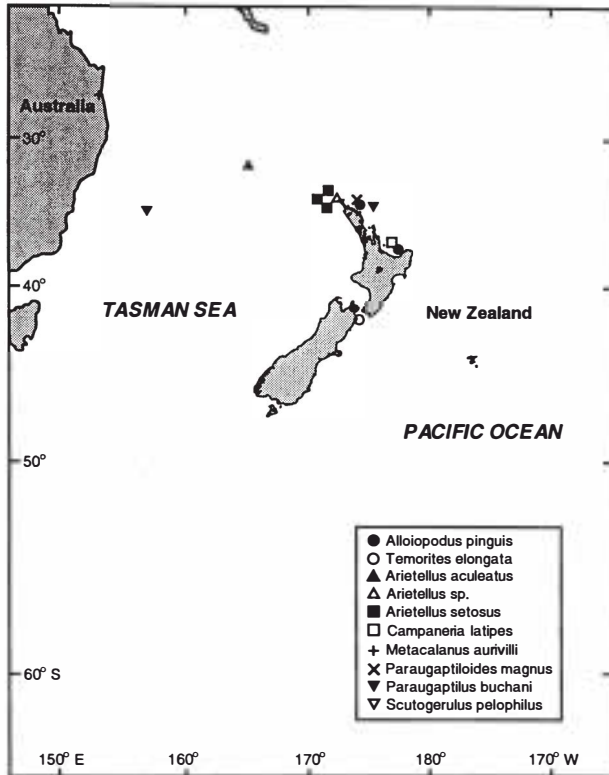 Australia
30°
40°
TASMAN SEA
New Zealand
PACIFIC OCEAN
50°
Alloiopodus pinguis
Temorites elongata
Arietellus aculeatus
Arietellus sp.
Arietellus setosus
Campaneria latipes
Metacalanus aurivilli
Paraugaptiloides magnus
Paraugaptilus buchani
Scutogerulus pelophilus
60° S
150° E 160° 170° 180° 170° W